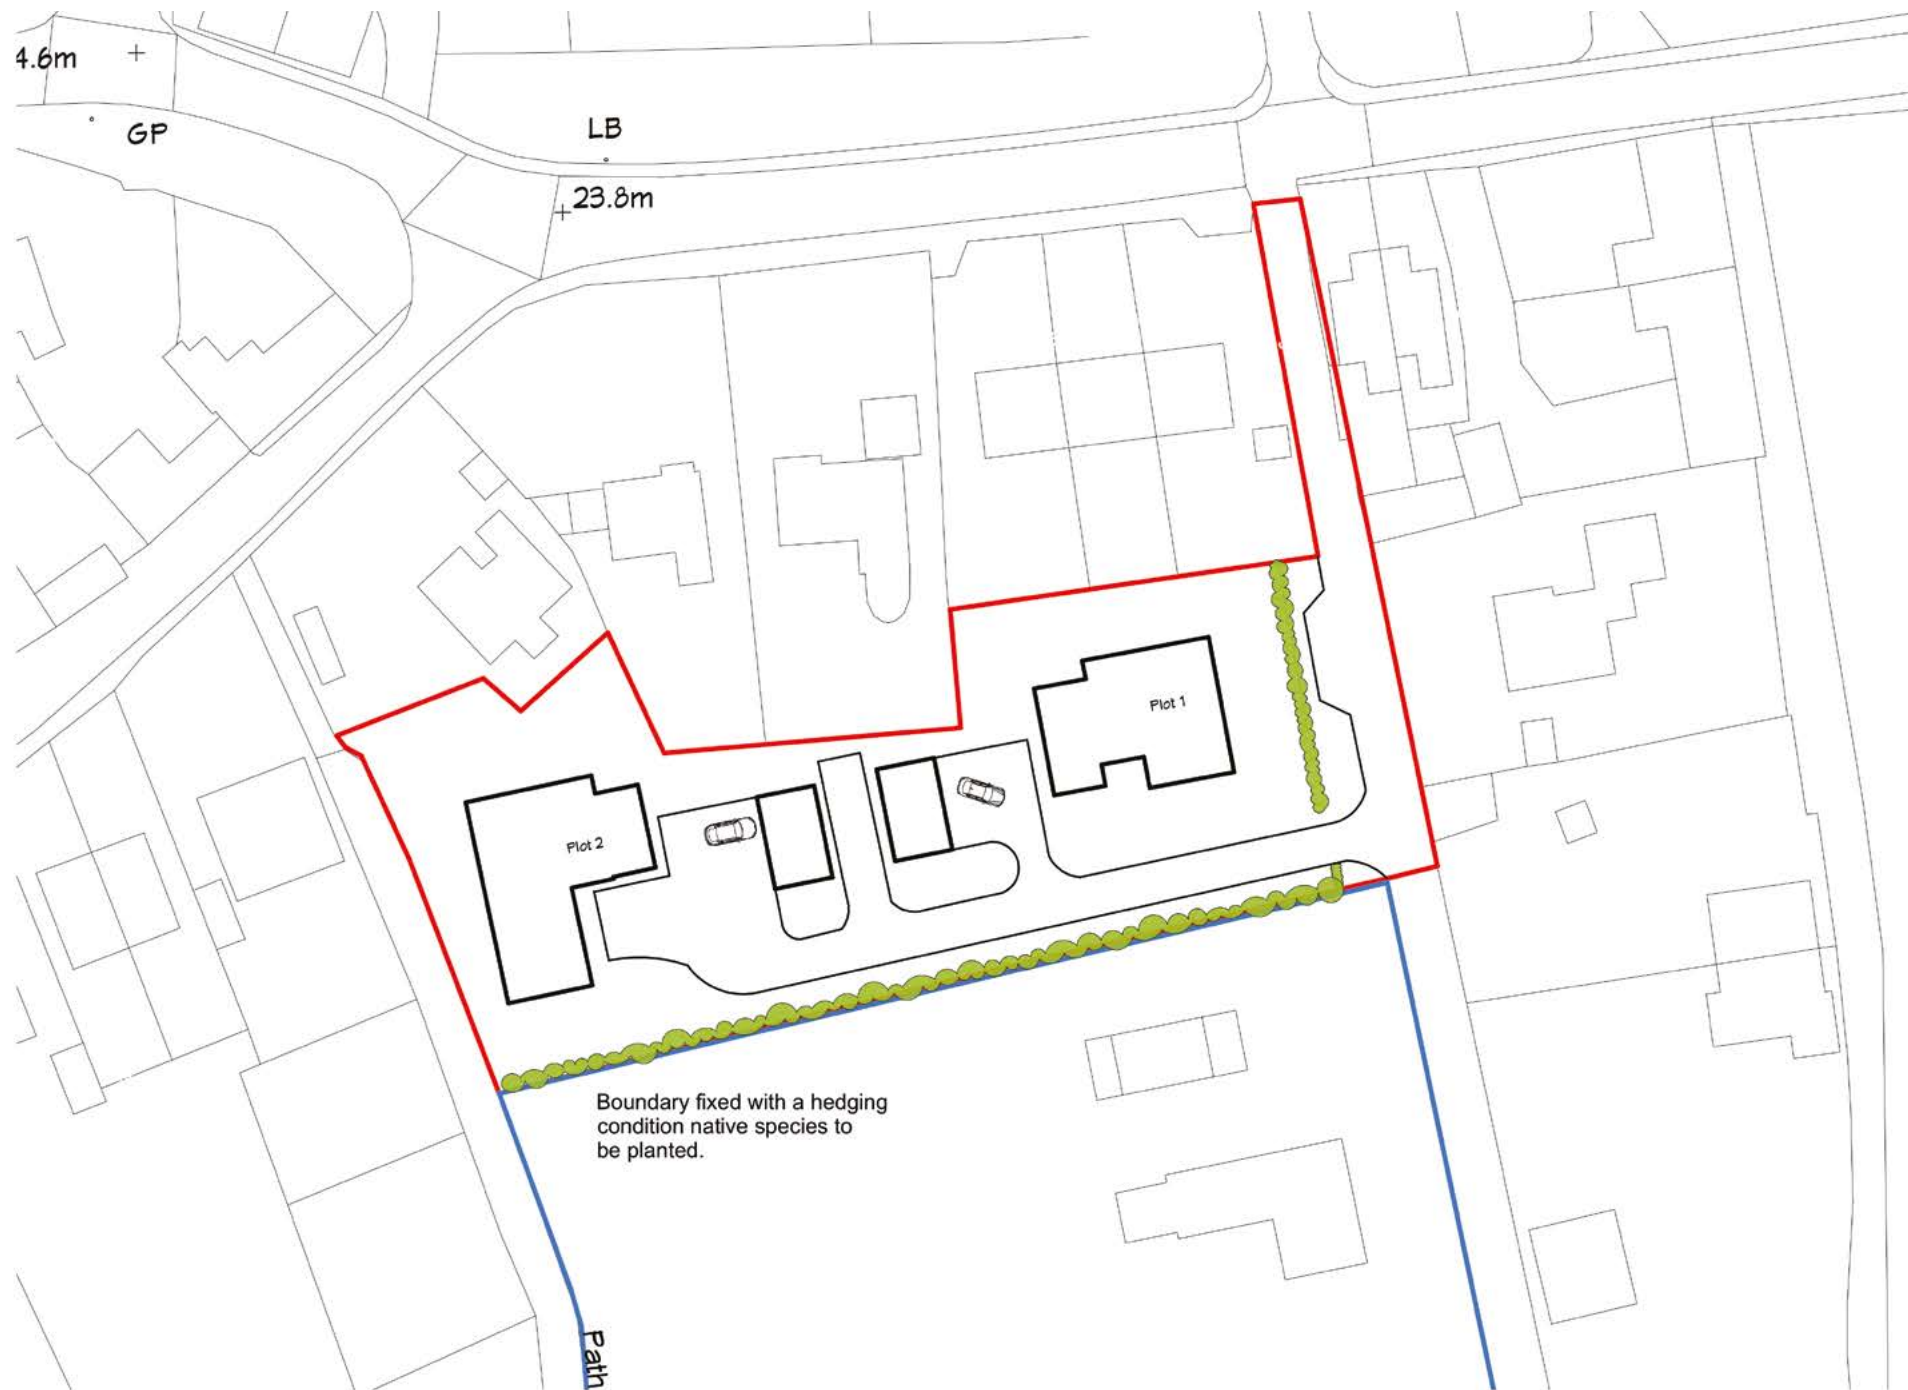 4.6m
GP
LB
23.8m
Plot 1
Plot 2
Boundary fixed with a hedging
condition native species to
be planted.
Path